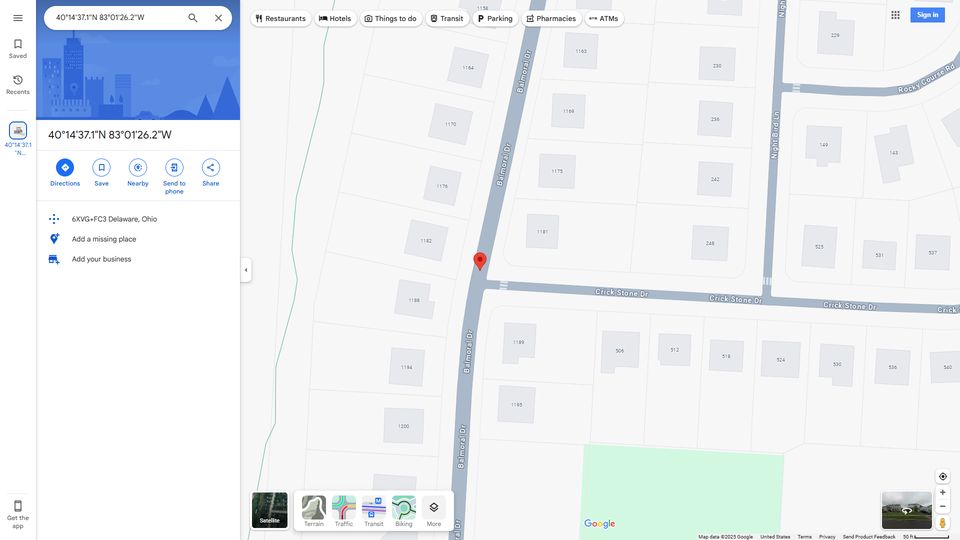 40°14'37.1"N 83°01'26.2"W
Restaurants
Hotels
Things to do
Transit
Parking
Pharmacies
ATMs
Sign in
Saved
Recents
40°14'37.1
"N...
40°14'37.1"N 83°01'26.2"W
Directions
Save
Nearby
Send to
phone
Share
6XVG+FC3 Delaware, Ohio
Add a missing place
Add your business
Get the
app
1158
1164
1163
230
229
Night
Balmoral Dr
Rocky Course Rd
1170
1169
236
Night Bird Ln
149
143
Balmoral Dr
1176
1175
242
1182
1181
248
525
531
537
Crick Stone Dr
Crick Stone Dr
Crick Stone Dr
Crick
1188
Balmoral Dr
1189
506
512
518
524
530
536
540
1194
1195
1200
Balmoral Dr
Satellite
Terrain
Traffic
Transit
Biking
More
Google
Map data ©2025 Google
United States
Terms
Privacy
Send Product Feedback
50 ft